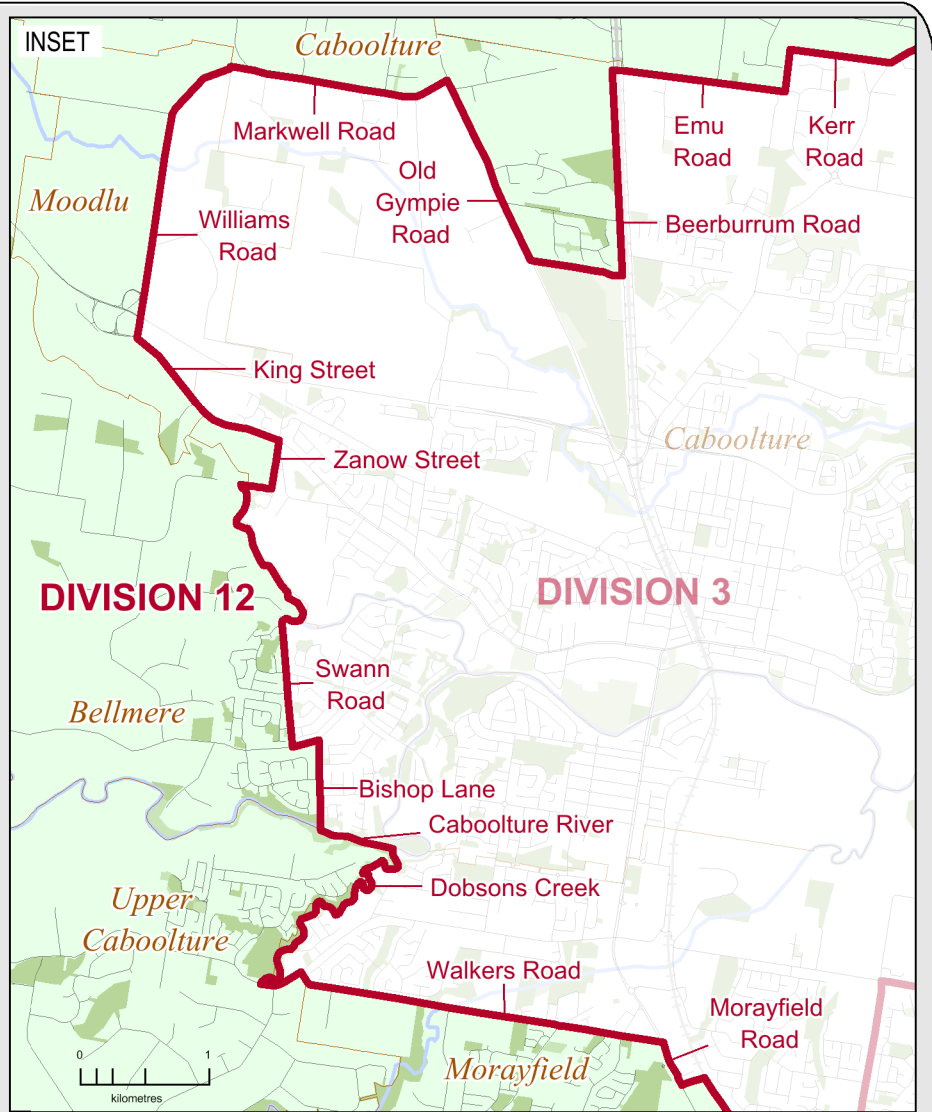 INSET
Caboolture
Markwell Road
Emu
Road
Kerr
Road
Old
Gympie
Road
Moodlu
Williams
Road
Beerburrum Road
King Street
Caboolture
Zanow Street
DIVISION 12
DIVISION 3
Swann
Road
Bellmere
Bishop Lane
Caboolture River
Dobsons Creek
Upper
Caboolture
Walkers Road
Morayfield
Road
0 1
kilometres
Morayfield